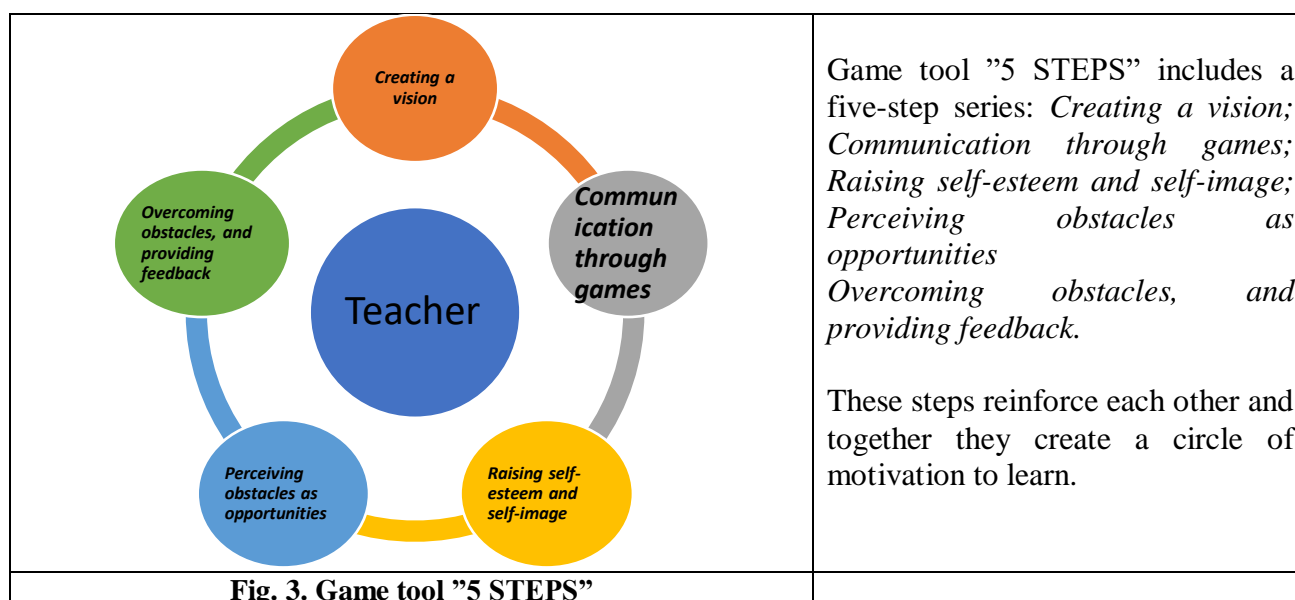 Creating a
vision
Commun
ication
through
games
Raising self-
esteem and
self-image
Perceiving
obstacles as
opportunities
Overcoming
obstacles, and
providing
feedback
Teacher
Game tool ”5 STEPS” includes a
five-step series: Creating a vision;
Communication through games;
Raising self-esteem and self-image;
Perceiving obstacles as
opportunities
Overcoming obstacles, and
providing feedback.
These steps reinforce each other and
together they create a circle of
motivation to learn.
Fig. 3. Game tool ”5 STEPS”